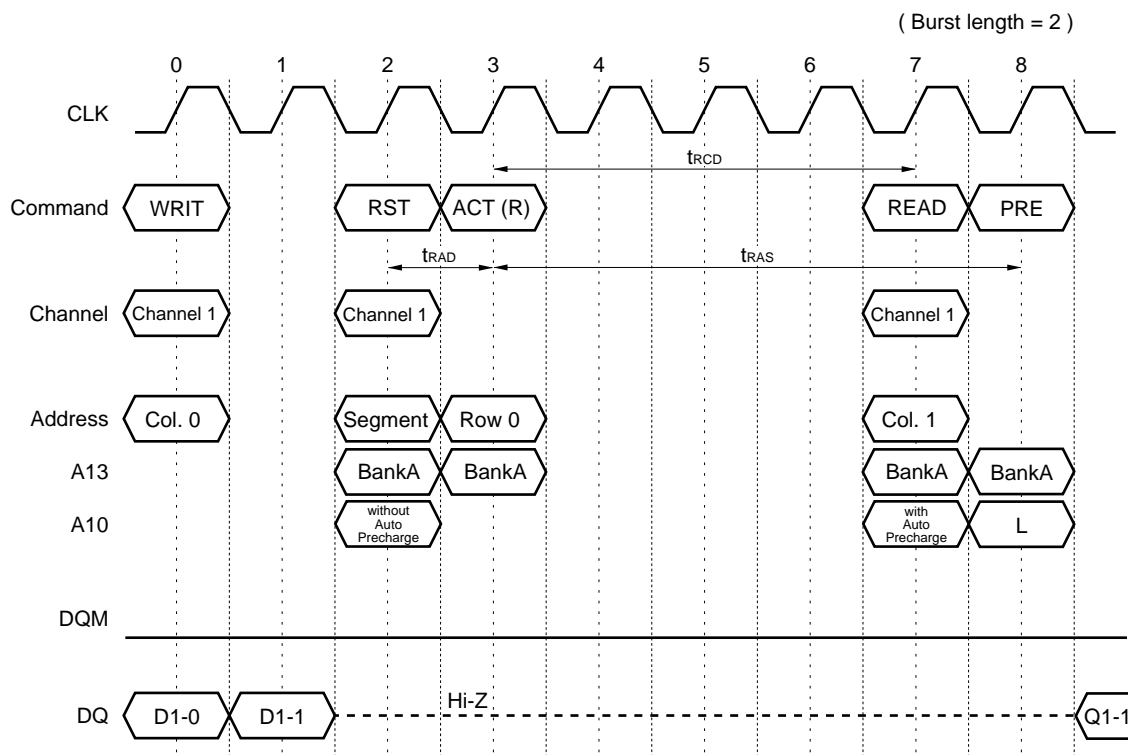 ( Burst length = 2 )
0 1 2 3 4 5 6 7 8
CLK
tRCD
Command WRIT RST ACT (R) READ PRE
tRAD tRAS
Channel Channel 1 Channel 1 Channel 1
Address Col. 0 Segment Row 0 Col. 1
A13 BankA BankA BankA BankA
A10 without Auto Precharge with Auto Precharge L
DQM
Hi-Z
DQ D1-0 D1-1 Q1-1